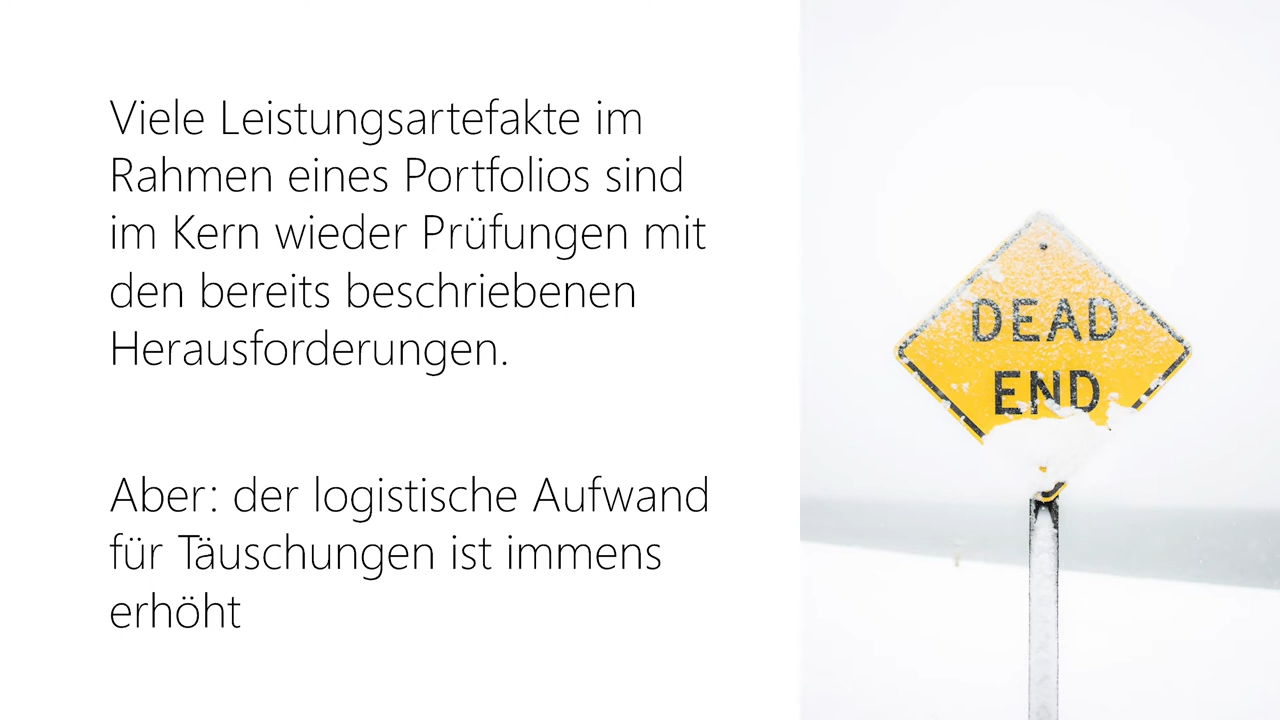 Viele Leistungsartefakte im
Rahmen eines Portfolios sind
im Kern wieder Prüfungen mit
den bereits beschriebenen
Herausforderungen.
Aber: der logistische Aufwand
für Täuschungen ist immens
erhöht
DEAD
END